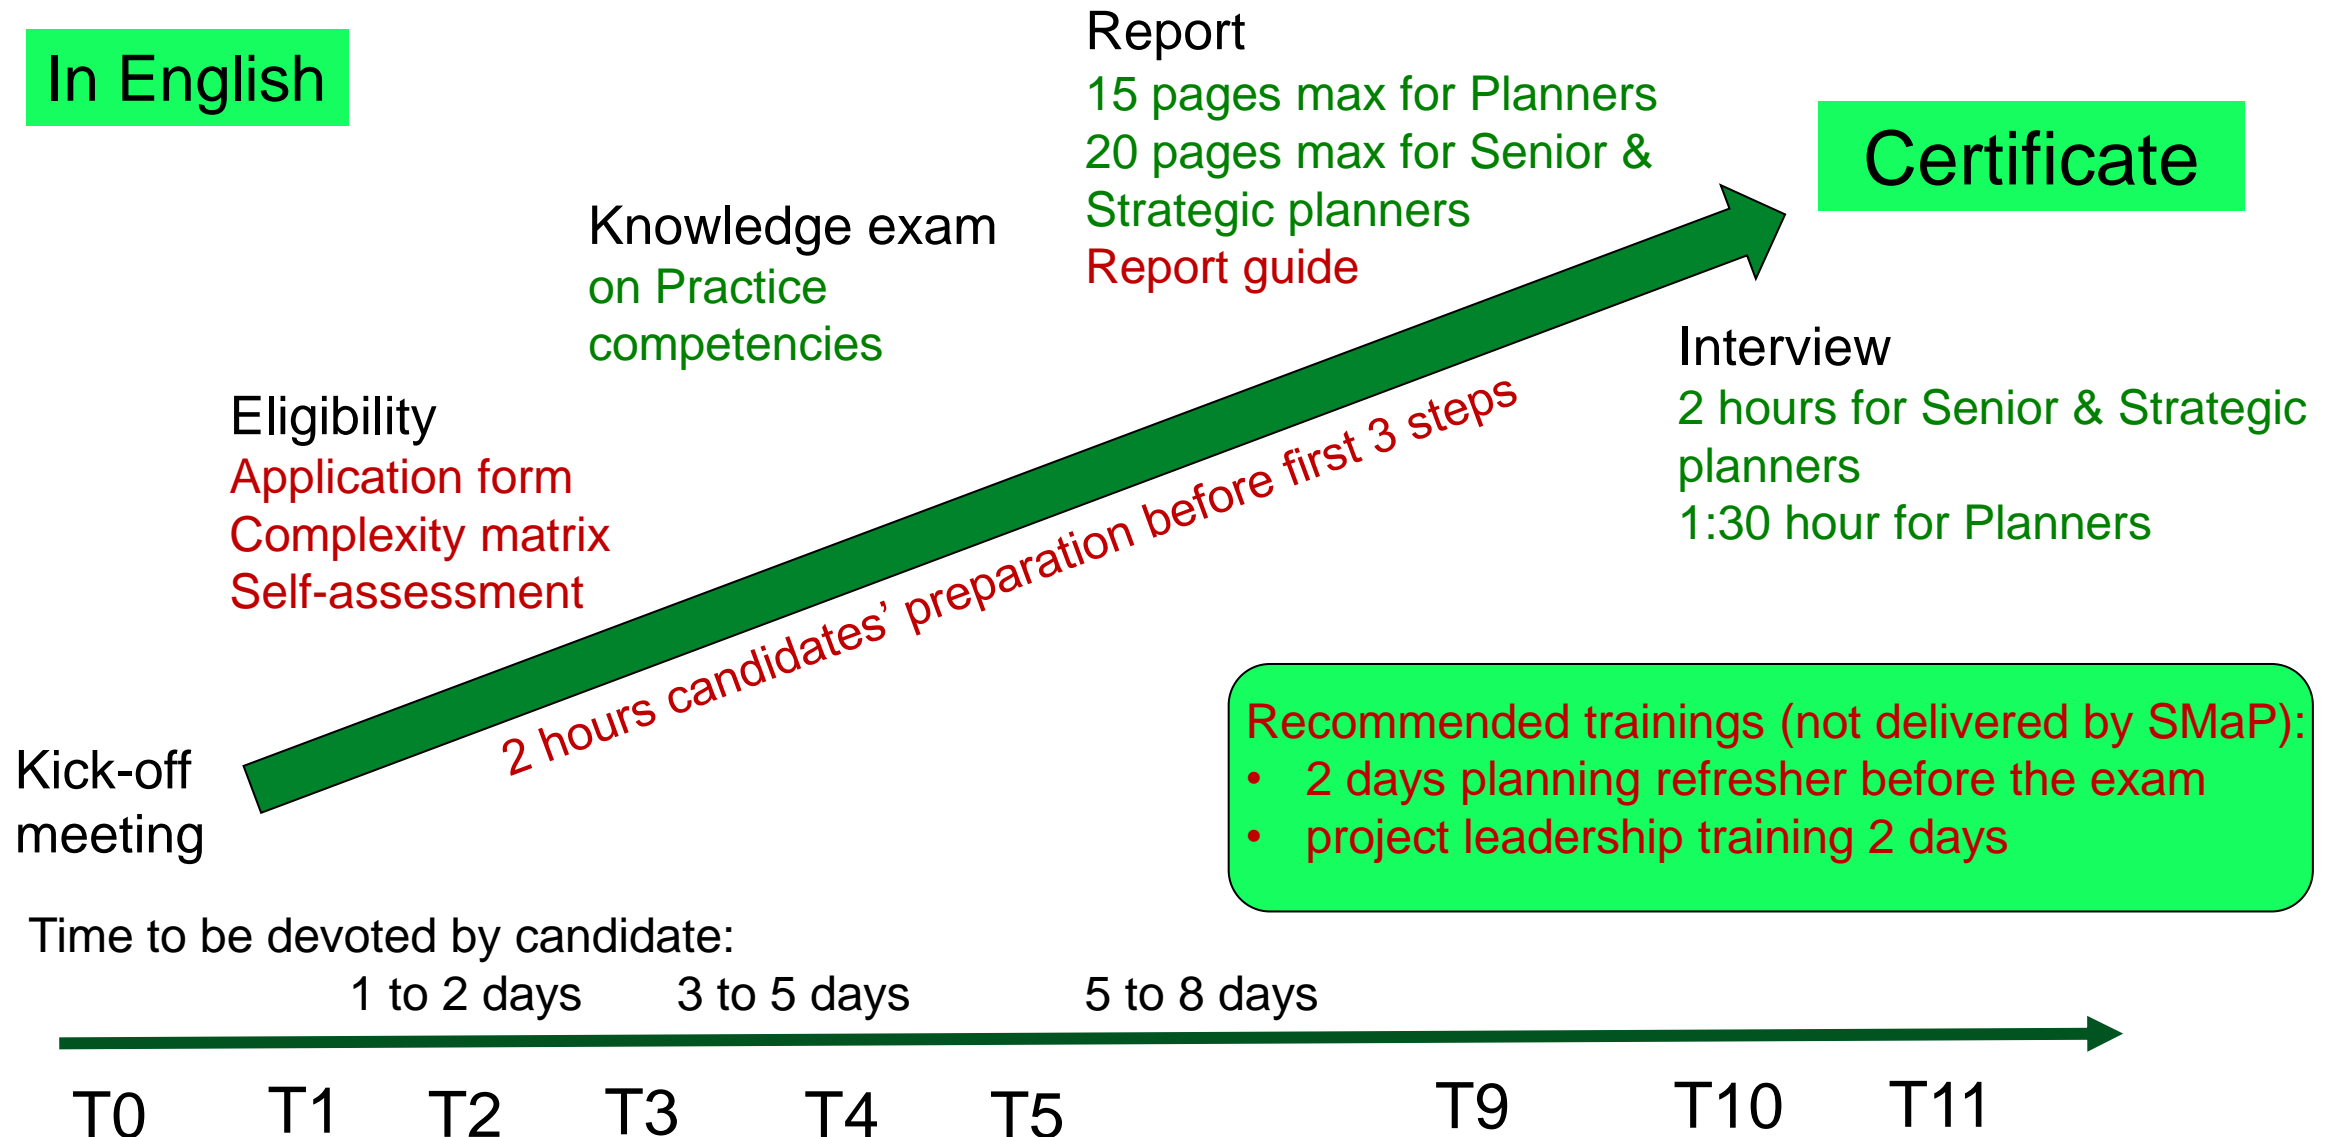 In English
Report
15 pages max for Planners
20 pages max for Senior &
Strategic planners
Report guide
Certificate
Knowledge exam
on Practice
competencies
Interview
2 hours for Senior & Strategic
planners
1:30 hour for Planners
Eligibility
Application form
Complexity matrix
Self-assessment
2 hours candidates’ preparation before first 3 steps
Kick-off
meeting
Recommended trainings (not delivered by SMaP):
• 2 days planning refresher before the exam
• project leadership training 2 days
Time to be devoted by candidate:
1 to 2 days 3 to 5 days 5 to 8 days
T0 T1 T2 T3 T4 T5 T9 T10 T11